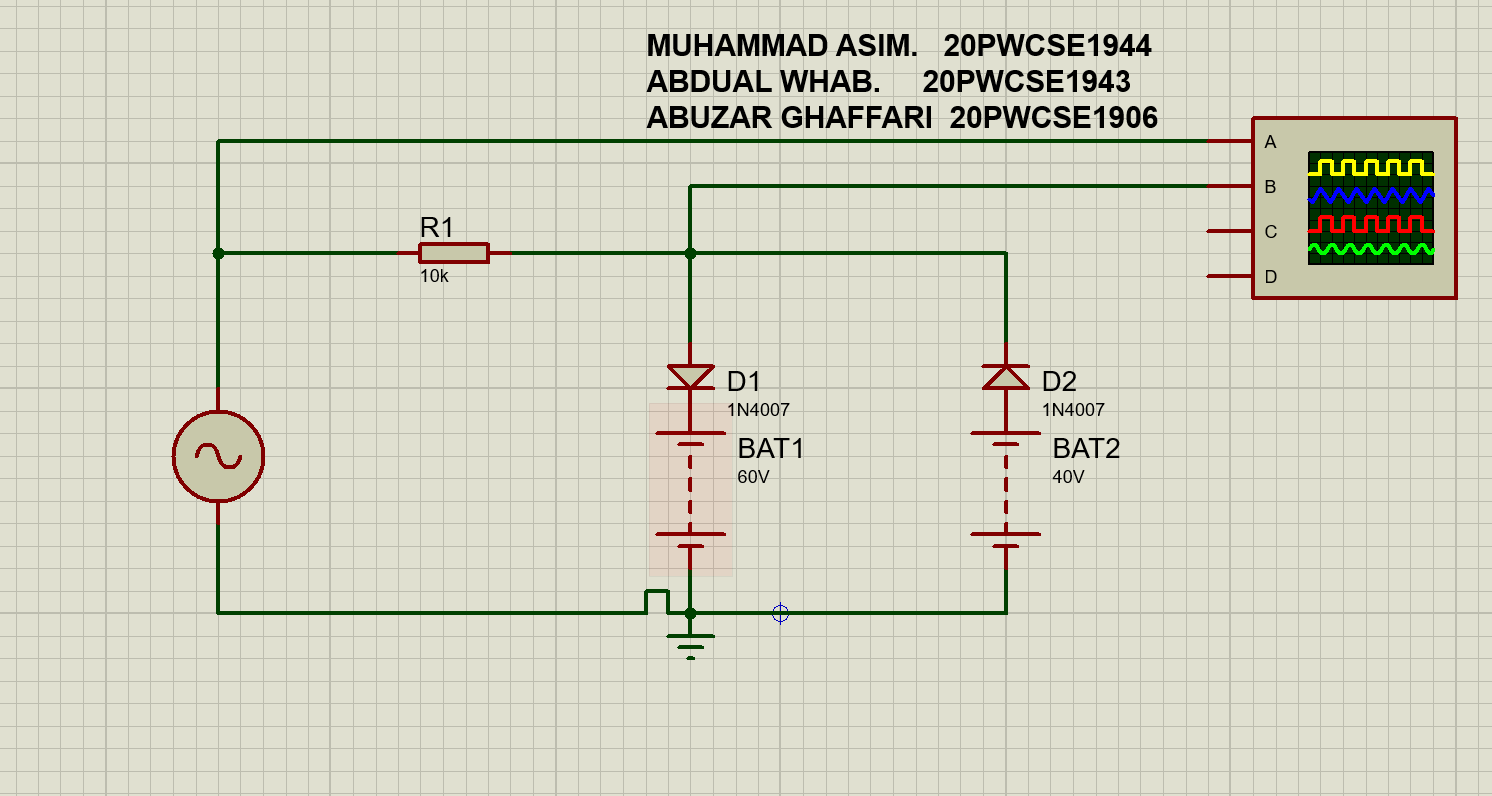 MUHAMMAD ASIM. 20PWCSE1944
ABDUAL WHAB. 20PWCSE1943
ABUZAR GHAFFARI 20PWCSE1906
A
B
C
D
R1
10k
D1
1N4007
BAT1
60V
D2
1N4007
BAT2
40V